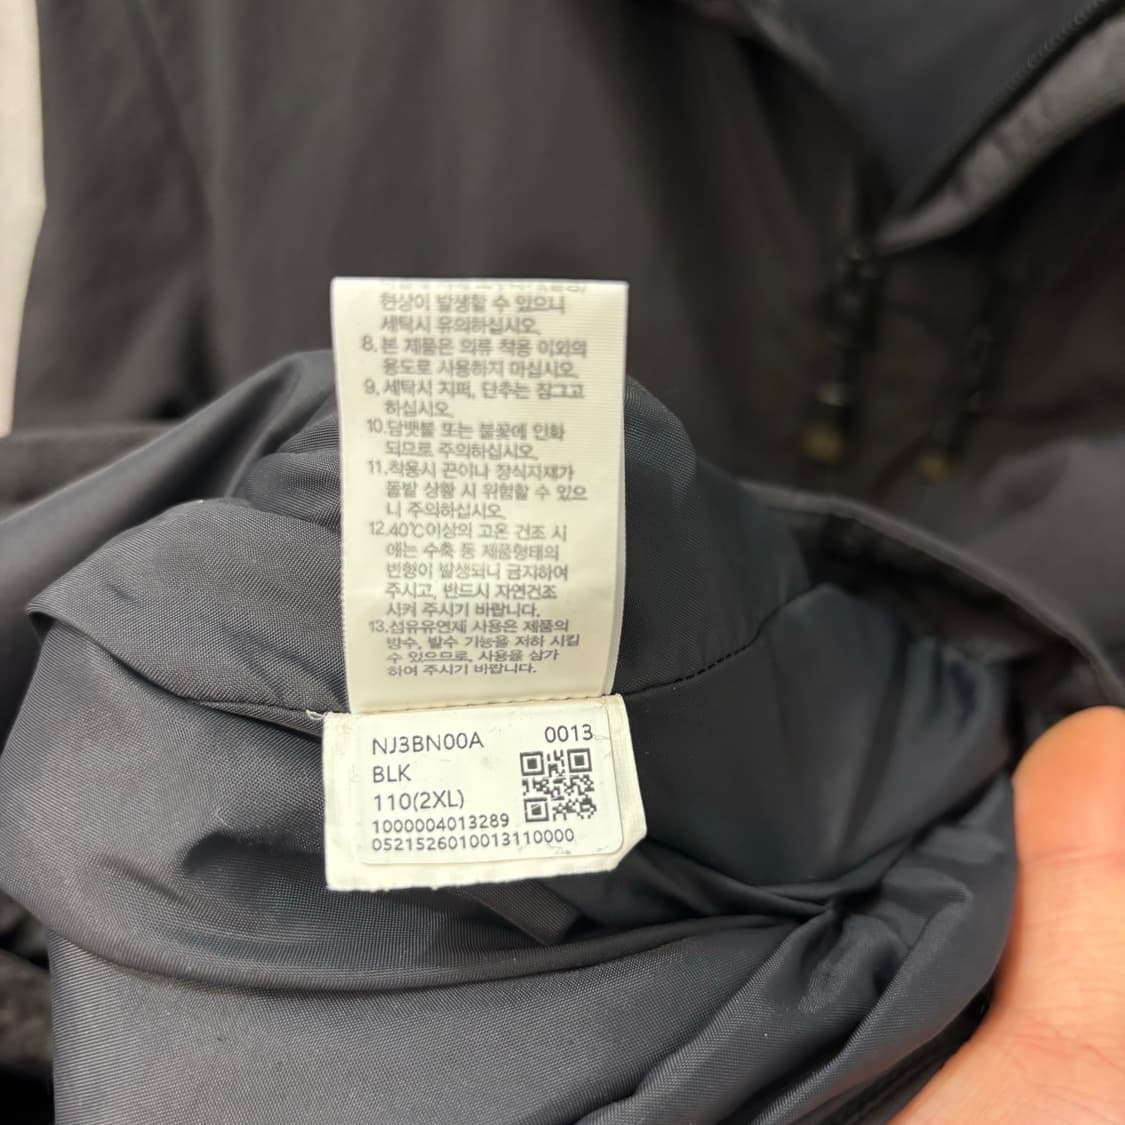 현상이 발생할 수 있으니
세탁시 유의하십시오.
8.본 제품은 의류 착용 이외의
용도로 사용하지 마십시오.
9.세탁시 지퍼, 단추는 잠그고
하십시오.
10.담뱃불 또는 불꽃에 인화
되므로 주의하십시오.
11.착용시 끈이나 장식지재가
돌발 상황 시 위험할 수 있으
니 주의하십시오.
12.40℃이상의 고온 건조 시
에는 수축 등 제품형태의
변형이 발생되니 금지하여
주시고, 반드시 자연건조
시켜 주시기 바랍니다.
13.섬유유연제 사용은 제품의
방수, 발수 기능을 저하 시킬
수 있으므로, 사용을 삼가
하여 주시기 바랍니다.
NJ3BN00A 0013
BLK
110(2XL)
1000004013289
0521526010013110000